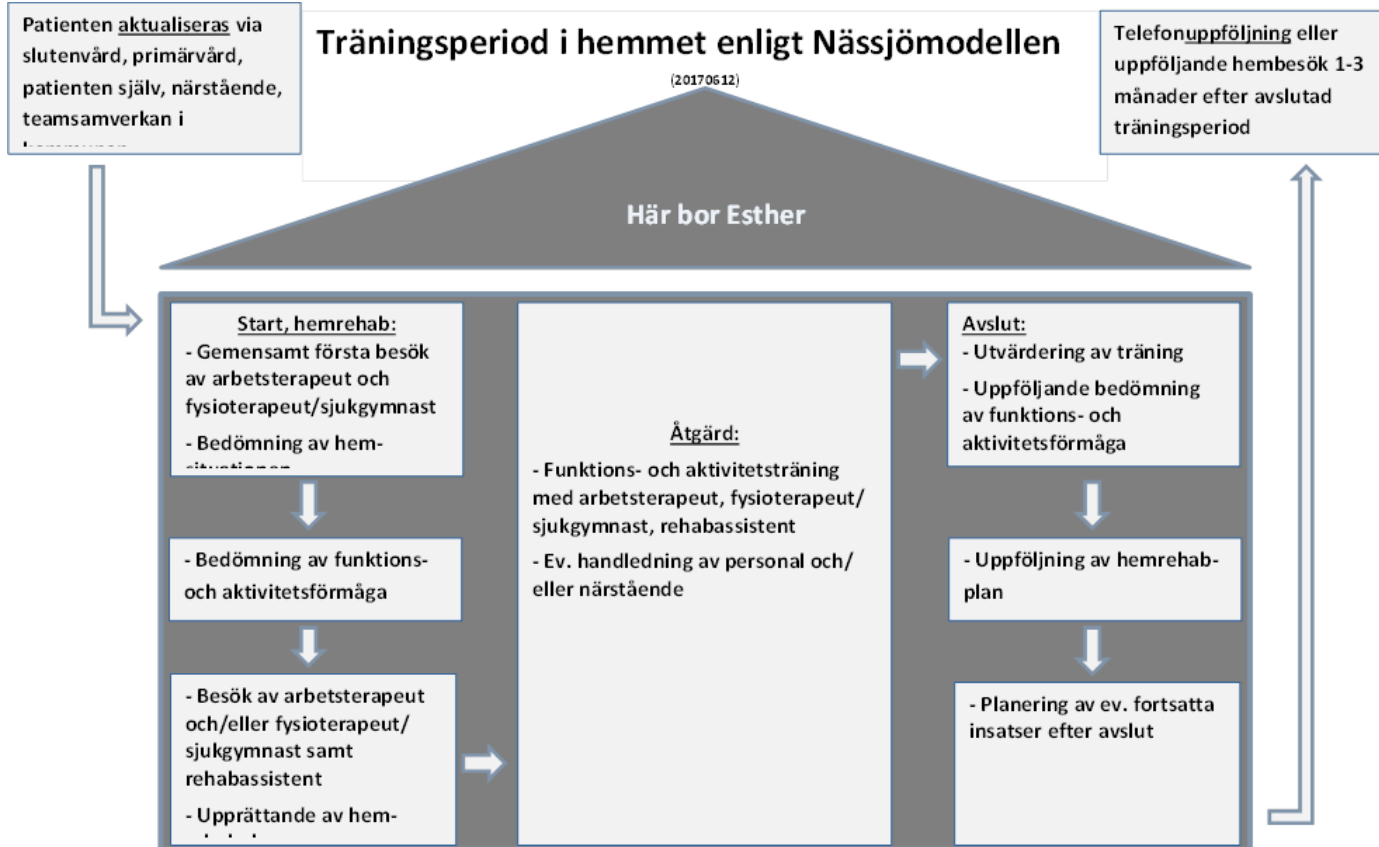 Patienten aktualiseras via
slutenvård, primärvård,
patienten själv, närstående,
teamsamverkan i
Träningsperiod i hemmet enligt Nässjömodellen
(20170612)
Telefonuppföljning eller
uppföljande hembesök 1-3
månader efter avslutad
träningsperiod
Här bor Esther
Start, hemrehab:
- Gemensamt första besök
av arbetsterapeut och
fysioterapeut/sjukgymnast
- Bedömning av hem-
- Bedömning av funktions-
och aktivitetsförmåga
- Besök av arbetsterapeut
och/eller fysioterapeut/
sjukgymnast samt
rehabassistent
- Upprättande av hem-
Åtgärd:
- Funktions- och aktivitetsträning
med arbetsterapeut, fysioterapeut/
sjukgymnast, rehabassistent
- Ev. handledning av personal och/
eller närstående
Avslut:
- Utvärdering av träning
- Uppföljande bedömning
av funktions- och
aktivitetsförmåga
- Uppföljning av hemrehab-
plan
- Planering av ev. fortsatta
insatser efter avslut